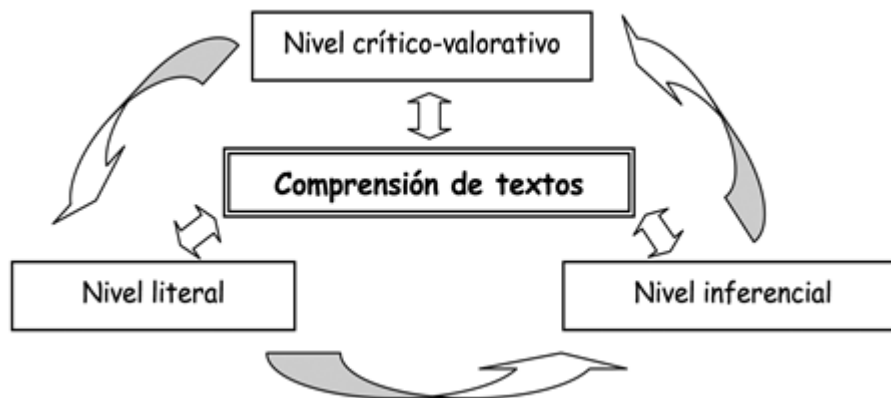 Nivel crítico-valorativo
Comprensión de textos
Nivel literal
Nivel inferencial